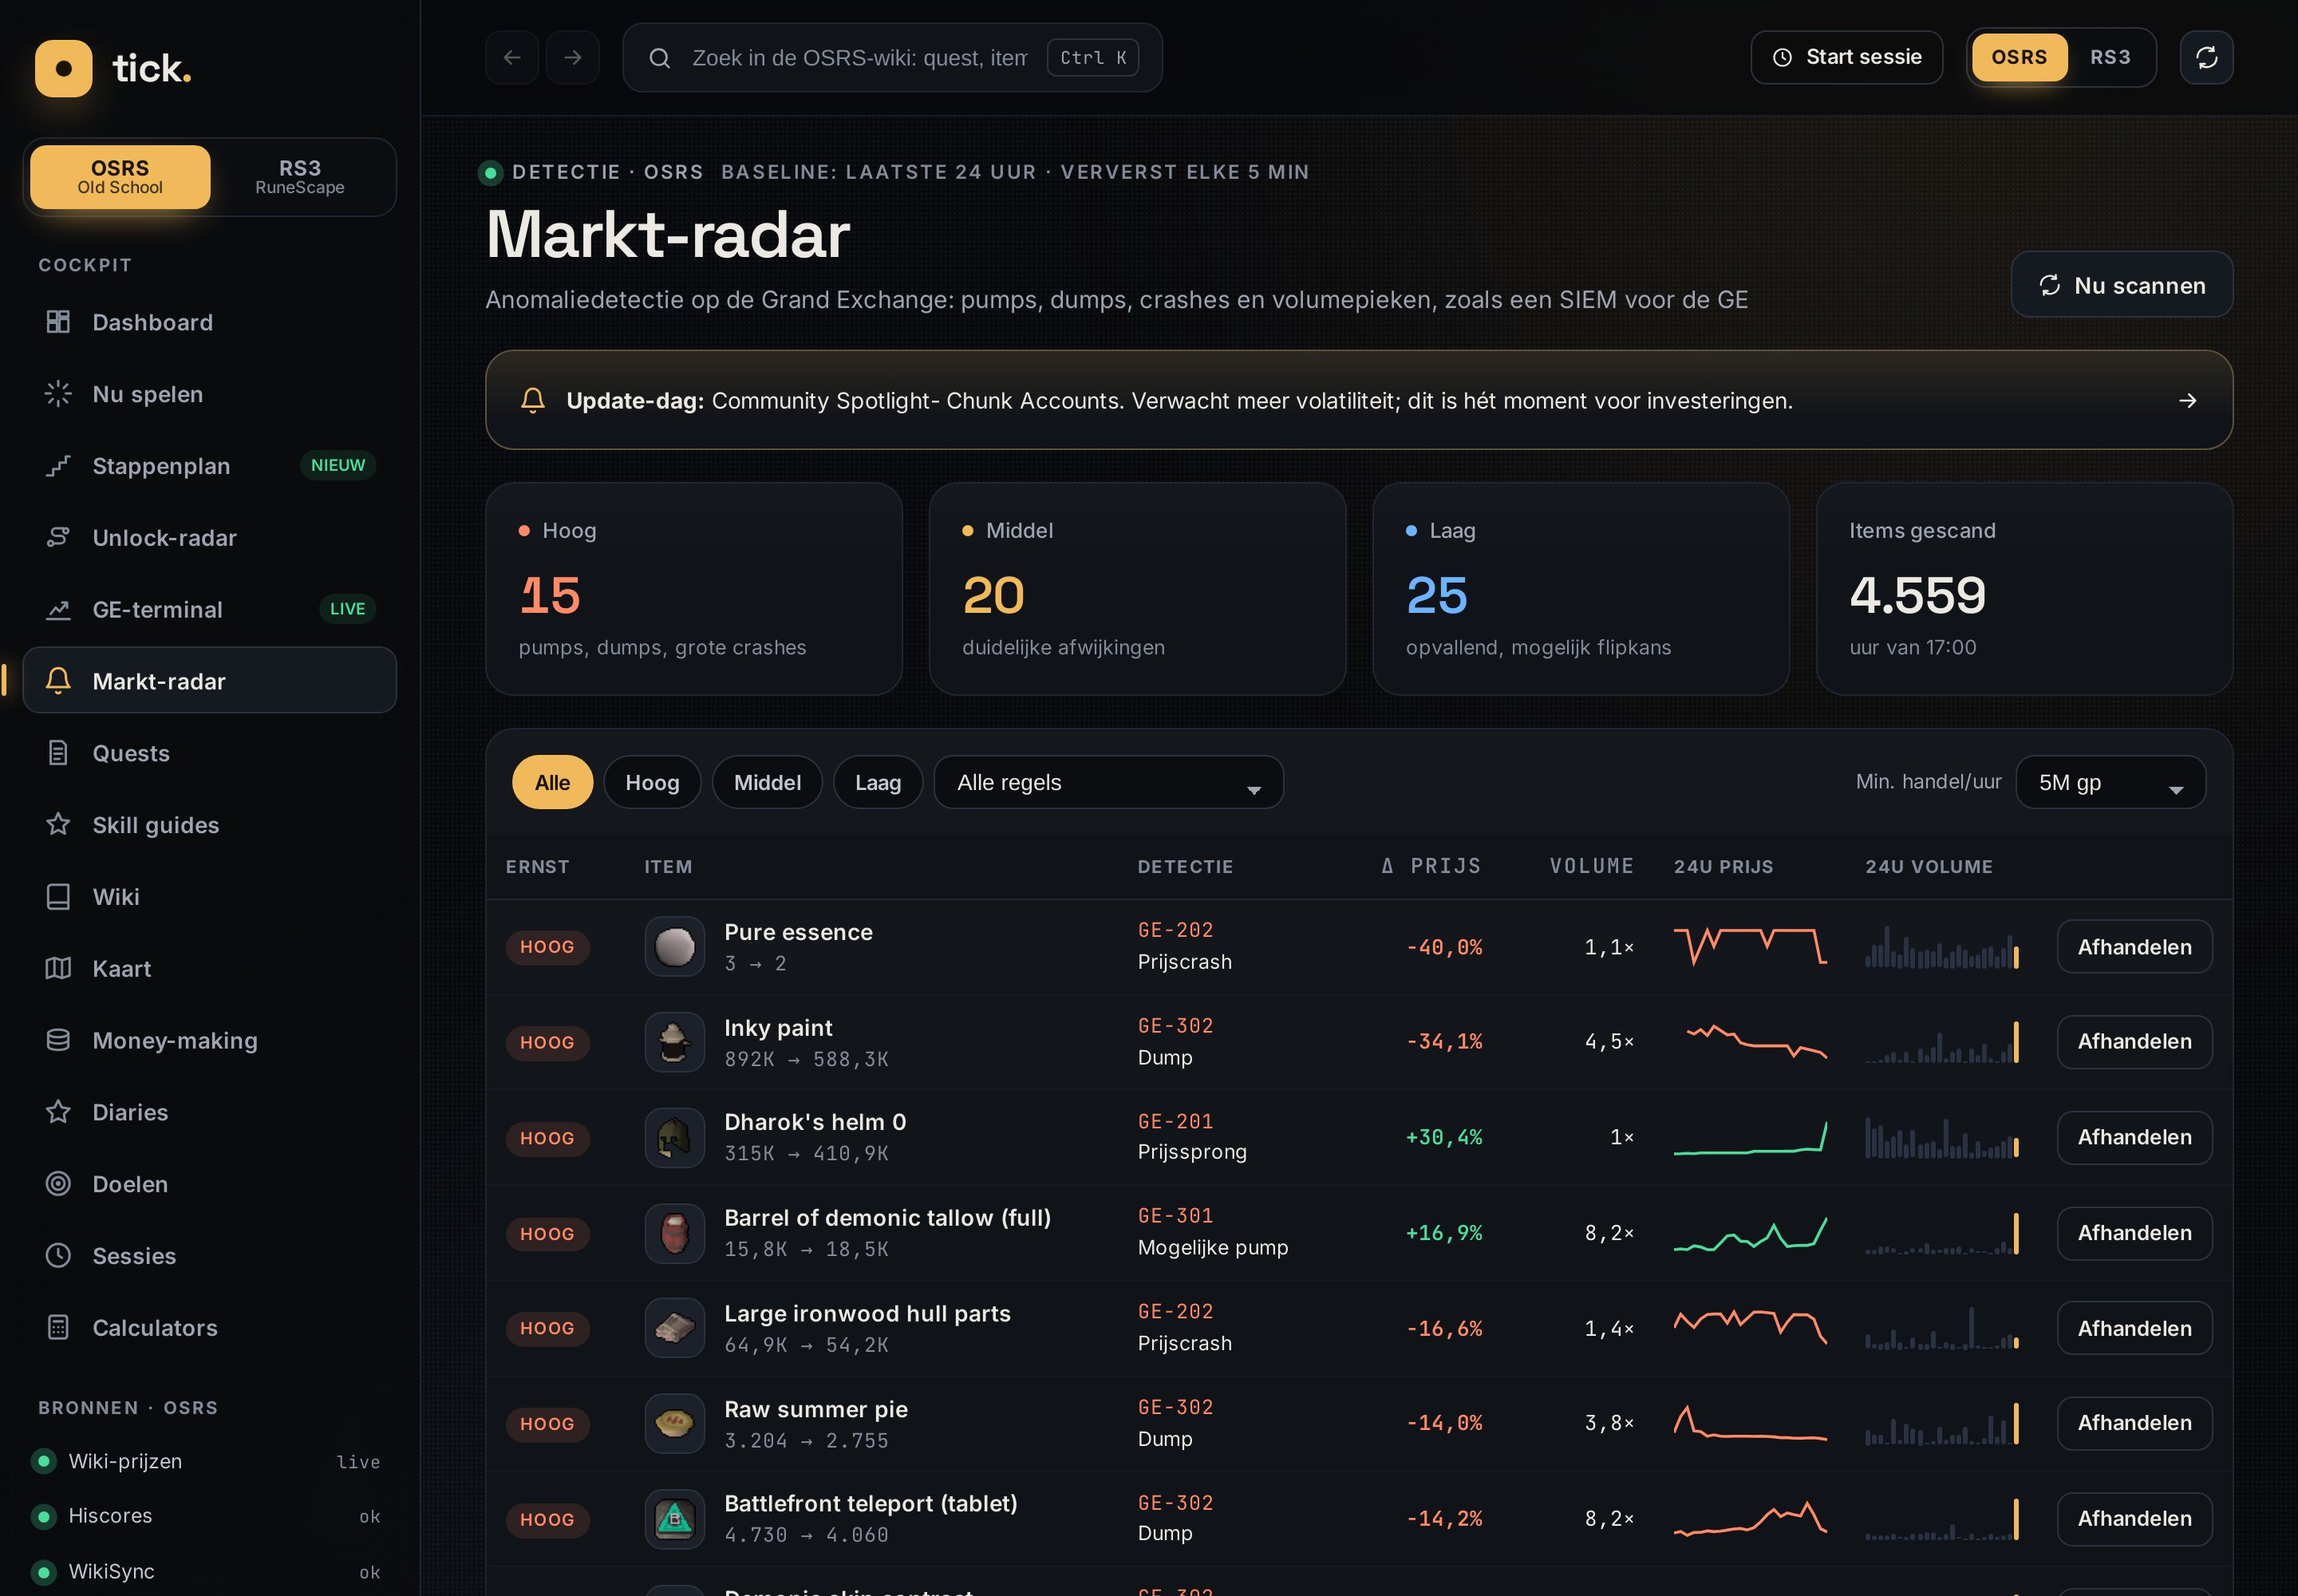 tick.
Zoek in de OSRS-wiki: quest, item
Ctrl K
Start sessie
OSRS
RS3
OSRS
Old School
RS3
RuneScape
COCKPIT
Dashboard
Nu spelen
Stappenplan
NIEUW
Unlock-radar
GE-terminal
LIVE
Markt-radar
Quests
Skill guides
Wiki
Kaart
Money-making
Diaries
Doelen
Sessies
Calculators
BRONNEN · OSRS
Wiki-prijzen live
Hiscores ok
WikiSync ok
DETECTIE · OSRS BASELINE: LAATSTE 24 UUR · VERVERST ELKE 5 MIN
Markt-radar
Anomaliedetectie op de Grand Exchange: pumps, dumps, crashes en volumepieken, zoals een SIEM voor de GE
Nu scannen
Update-dag: Community Spotlight- Chunk Accounts. Verwacht meer volatiliteit; dit is hét moment voor investeringen.
Hoog
15
pumps, dumps, grote crashes
Middel
20
duidelijke afwijkingen
Laag
25
opvallend, mogelijk flipkans
Items gescand
4.559
uur van 17:00
Alle Hoog Middel Laag Alle regels
Min. handel/uur 5M gp
ERNST ITEM DETECTIE Δ PRIJS VOLUME 24U PRIJS 24U VOLUME
HOOG Pure essence GE-202 -40,0% 1,1× Afhandelen
3 → 2 Prijscrash
HOOG Inky paint GE-302 -34,1% 4,5× Afhandelen
892K → 588,3K Dump
HOOG Dharok's helm 0 GE-201 +30,4% 1× Afhandelen
315K → 410,9K Prijssprong
HOOG Barrel of demonic tallow (full) GE-301 +16,9% 8,2× Afhandelen
15,8K → 18,5K Mogelijke pump
HOOG Large ironwood hull parts GE-202 -16,6% 1,4× Afhandelen
64,9K → 54,2K Prijscrash
HOOG Raw summer pie GE-302 -14,0% 3,8× Afhandelen
3.204 → 2.755 Dump
HOOG Battlefront teleport (tablet) GE-302 -14,2% 8,2× Afhandelen
4.730 → 4.060 Dump